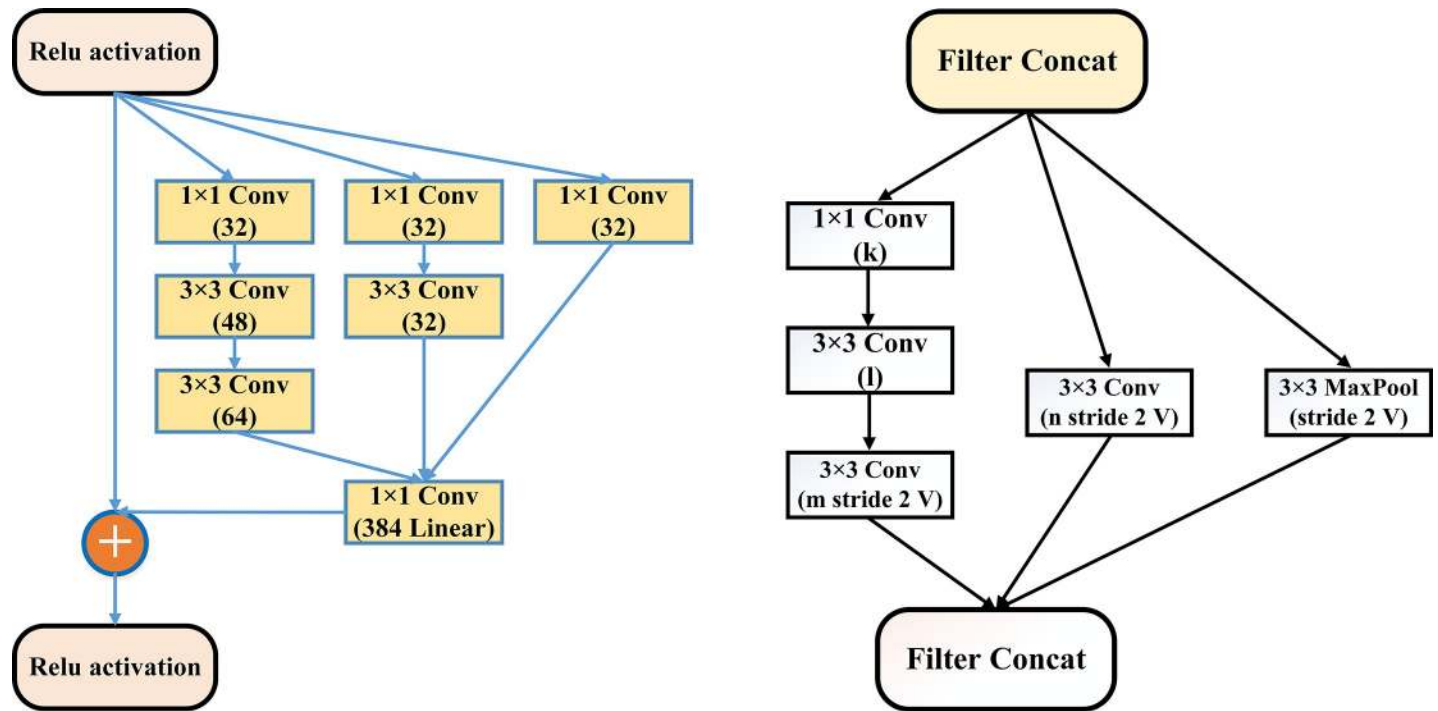 Relu activation
1×1 Conv
(32)
1×1 Conv
(32)
1×1 Conv
(32)
3×3 Conv
(48)
3×3 Conv
(32)
3×3 Conv
(64)
1×1 Conv
(384 Linear)
+
Relu activation
Filter Concat
1×1 Conv
(k)
3×3 Conv
(l)
3×3 Conv
(m stride 2 V)
3×3 Conv
(n stride 2 V)
3×3 MaxPool
(stride 2 V)
Filter Concat